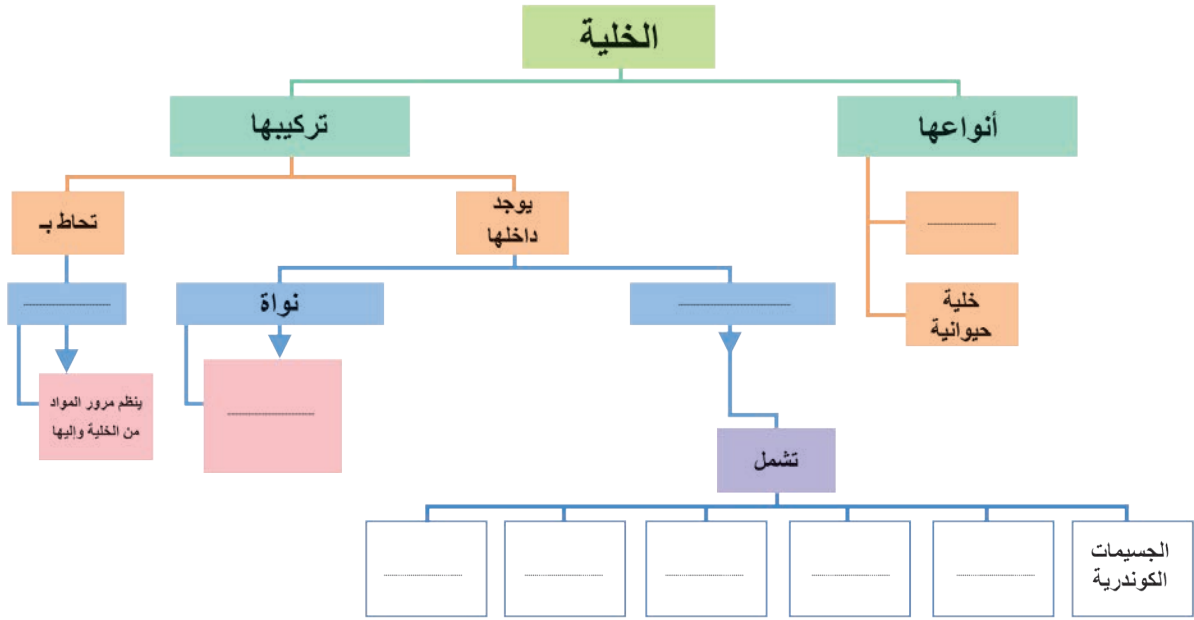 الخلية
أنواعها
تركيبها
يوجد
داخلها
تحاط بـ
خلية
حيوانية
نواة
ينظم مرور المواد
من الخلية وإليها
تشمل
الجسيمات
الكوندرية